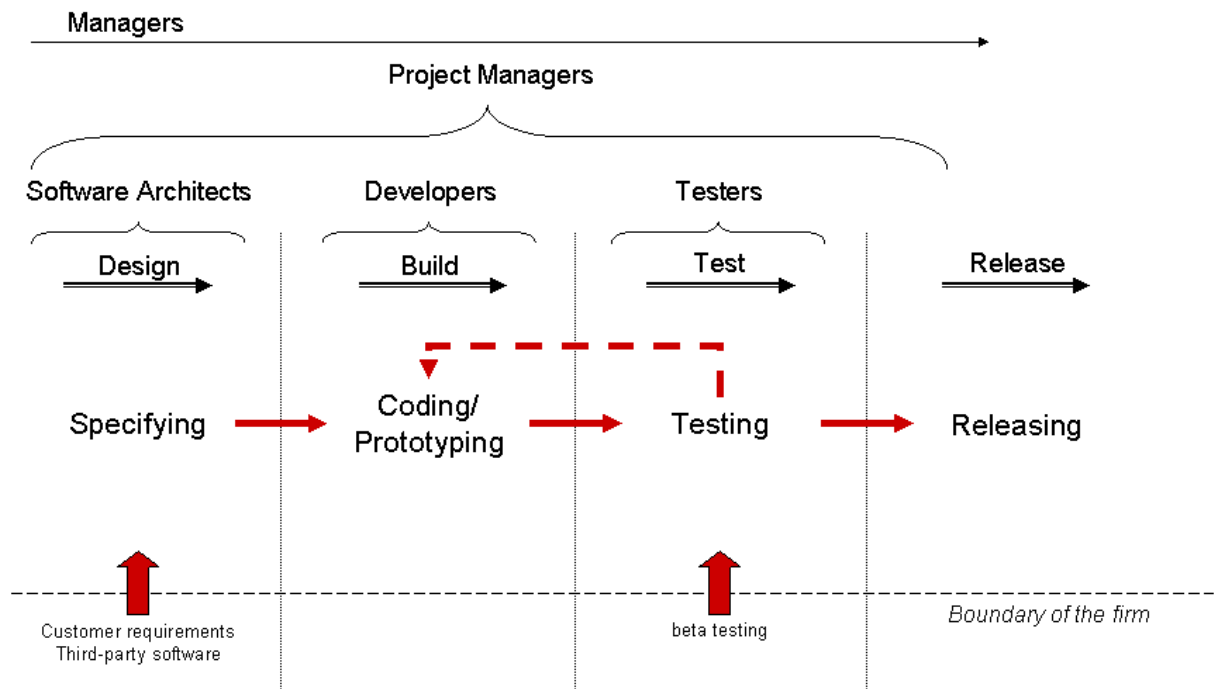 Managers
Project Managers
Software Architects
Developers
Testers
Design
Build
Test
Release
Specifying
Coding/
Prototyping
Testing
Releasing
Boundary of the firm
Customer requirements
Third-party software
beta testing